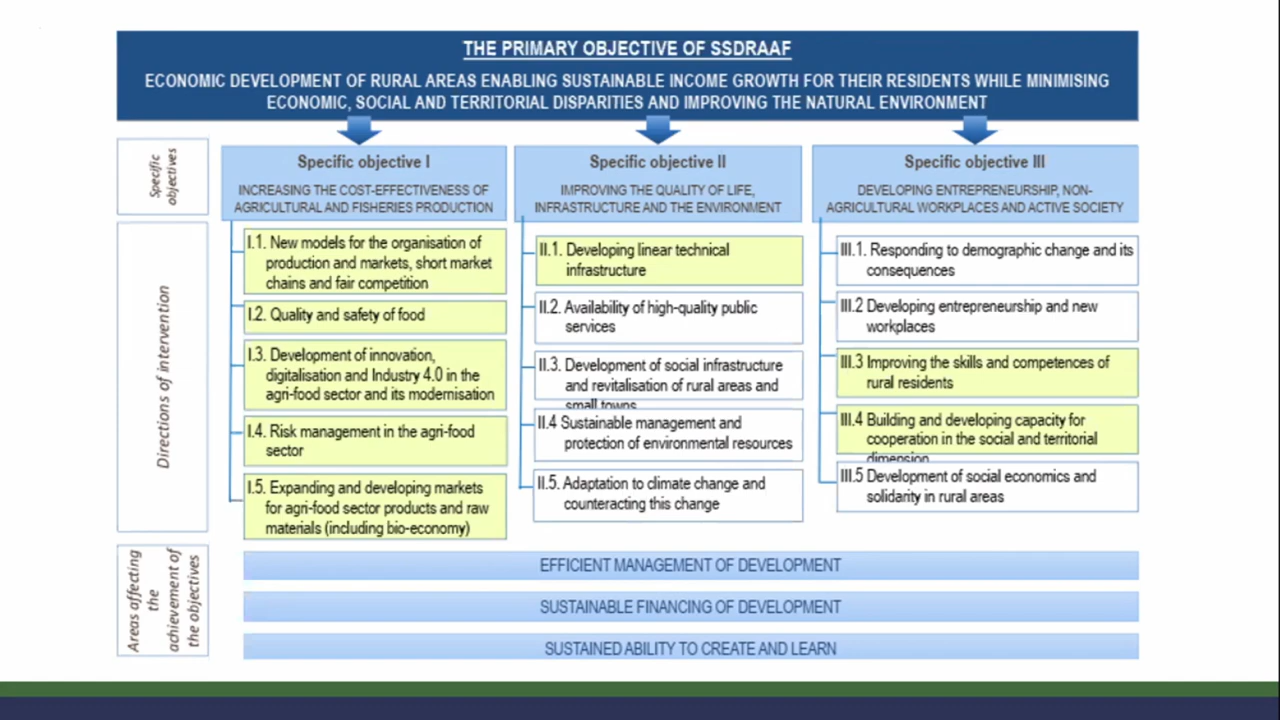 THE PRIMARY OBJECTIVE OF SSDRAAF
ECONOMIC DEVELOPMENT OF RURAL AREAS ENABLING SUSTAINABLE INCOME GROWTH FOR THEIR RESIDENTS WHILE MINIMISING
ECONOMIC, SOCIAL AND TERRITORIAL DISPARITIES AND IMPROVING THE NATURAL ENVIRONMENT
Specific
objectives
Specific objective I
INCREASING THE COST-EFFECTIVENESS OF
AGRICULTURAL AND FISHERIES PRODUCTION
Specific objective II
IMPROVING THE QUALITY OF LIFE,
INFRASTRUCTURE AND THE ENVIRONMENT
Specific objective III
DEVELOPING ENTREPRENEURSHIP, NON-
AGRICULTURAL WORKPLACES AND ACTIVE SOCIETY
Directions of intervention
I.1. New models for the organisation of
production and markets, short market
chains and fair competition
I.2. Quality and safety of food
I.3. Development of innovation,
digitalisation and Industry 4.0 in the
agri-food sector and its modernisation
I.4. Risk management in the agri-food
sector
I.5. Expanding and developing markets
for agri-food sector products and raw
materials (including bio-economy)
II.1. Developing linear technical
infrastructure
II.2. Availability of high-quality public
services
II.3. Development of social infrastructure
and revitalisation of rural areas and
small towns
II.4 Sustainable management and
protection of environmental resources
II.5. Adaptation to climate change and
counteracting this change
III.1. Responding to demographic change and its
consequences
III.2 Developing entrepreneurship and new
workplaces
III.3 Improving the skills and competences of
rural residents
III.4 Building and developing capacity for
cooperation in the social and territorial
dimension
III.5 Development of social economics and
solidarity in rural areas
Areas affecting
the
achievement of
the objectives
EFFICIENT MANAGEMENT OF DEVELOPMENT
SUSTAINABLE FINANCING OF DEVELOPMENT
SUSTAINED ABILITY TO CREATE AND LEARN